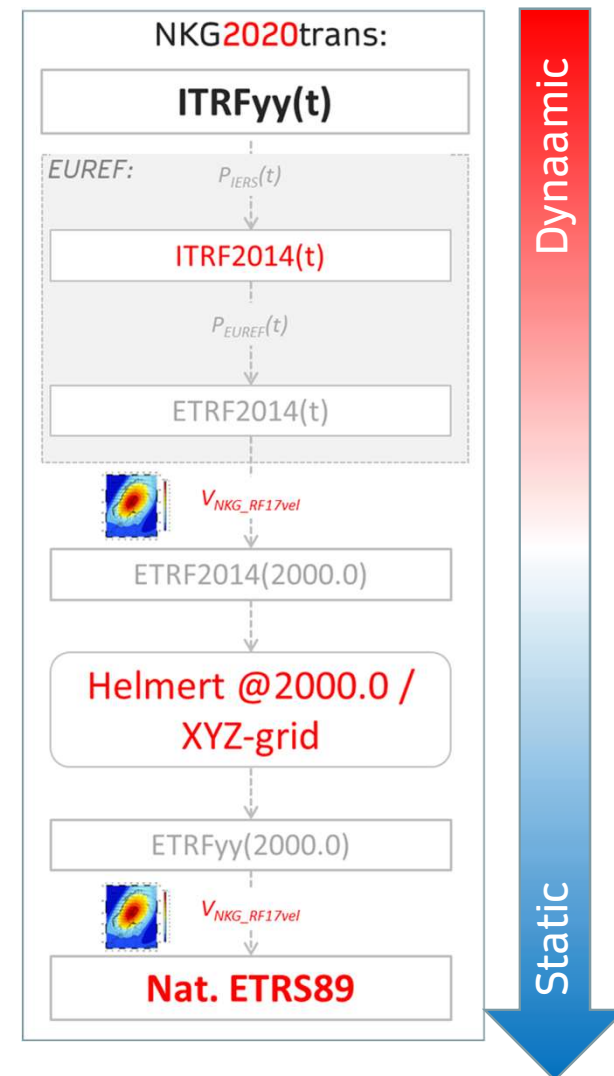 NKG2020trans:
ITRFyy(t)
EUREF:
P_IERS(t)
ITRF2014(t)
P_EUREF(t)
ETRF2014(t)
V_NKG_RF17vel
ETRF2014(2000.0)
Helmert @2000.0 /
XYZ-grid
ETRFyy(2000.0)
V_NKG_RF17vel
Nat. ETRS89
Dynaamic
Static